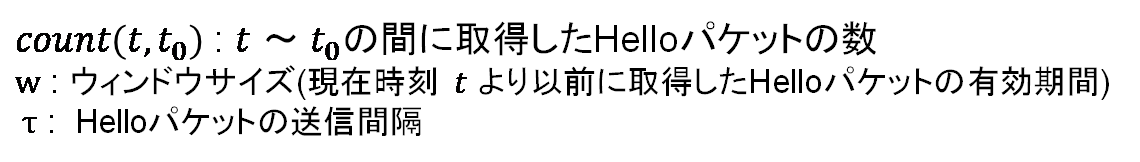 count(t,t₀) : t ～ t₀の間に取得したHelloパケットの数
w : ウィンドウサイズ(現在時刻 t より以前に取得したHelloパケットの有効期間)
τ : Helloパケットの送信間隔